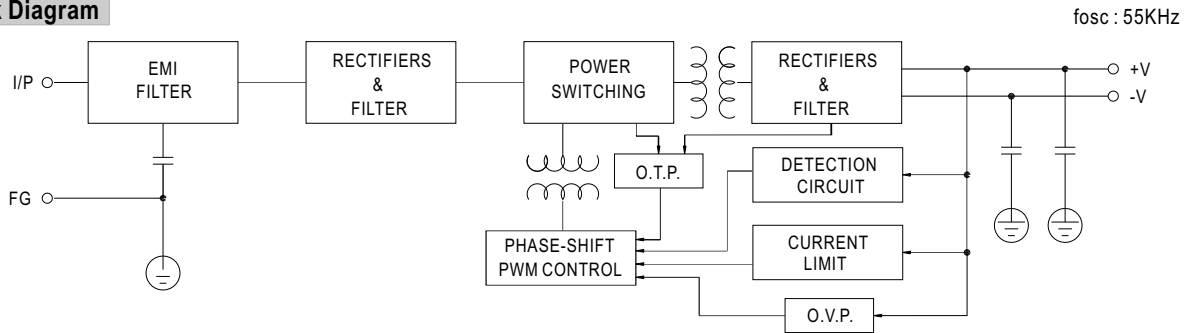 Diagram
fosc : 55KHz
I/P
EMI
FILTER
RECTIFIERS
&
FILTER
POWER
SWITCHING
RECTIFIERS
&
FILTER
+V
-V
O.T.P.
DETECTION
CIRCUIT
FG
PHASE-SHIFT
PWM CONTROL
CURRENT
LIMIT
O.V.P.